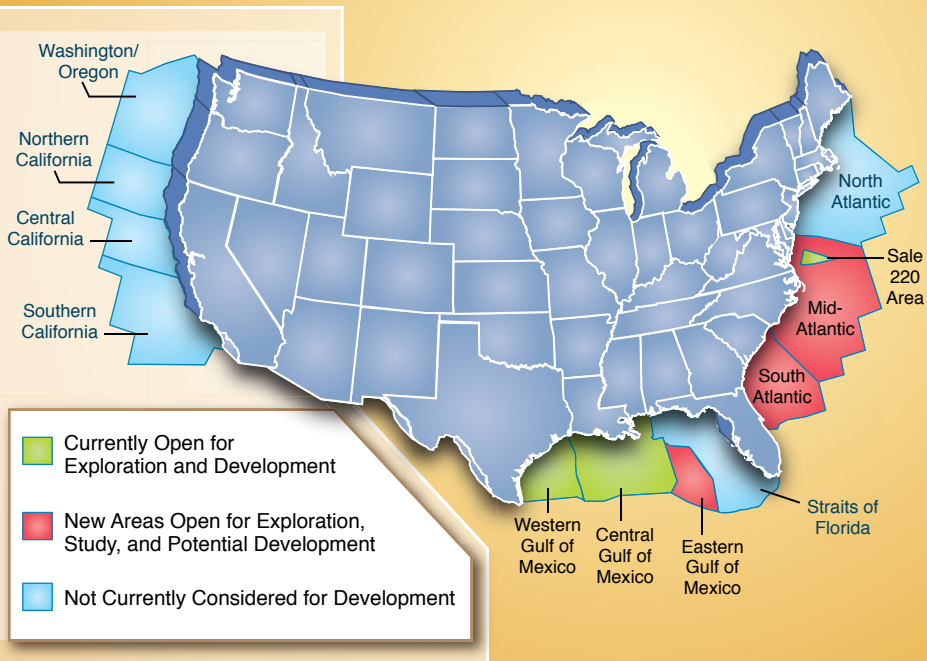 Washington/
Oregon
Northern
California
Central
California
Southern
California
North
Atlantic
Sale
220
Area
Mid-
Atlantic
South
Atlantic
Straits of
Florida
Western
Gulf of
Mexico
Central
Gulf of
Mexico
Eastern
Gulf of
Mexico
Currently Open for
Exploration and Development
New Areas Open for Exploration,
Study, and Potential Development
Not Currently Considered for Development